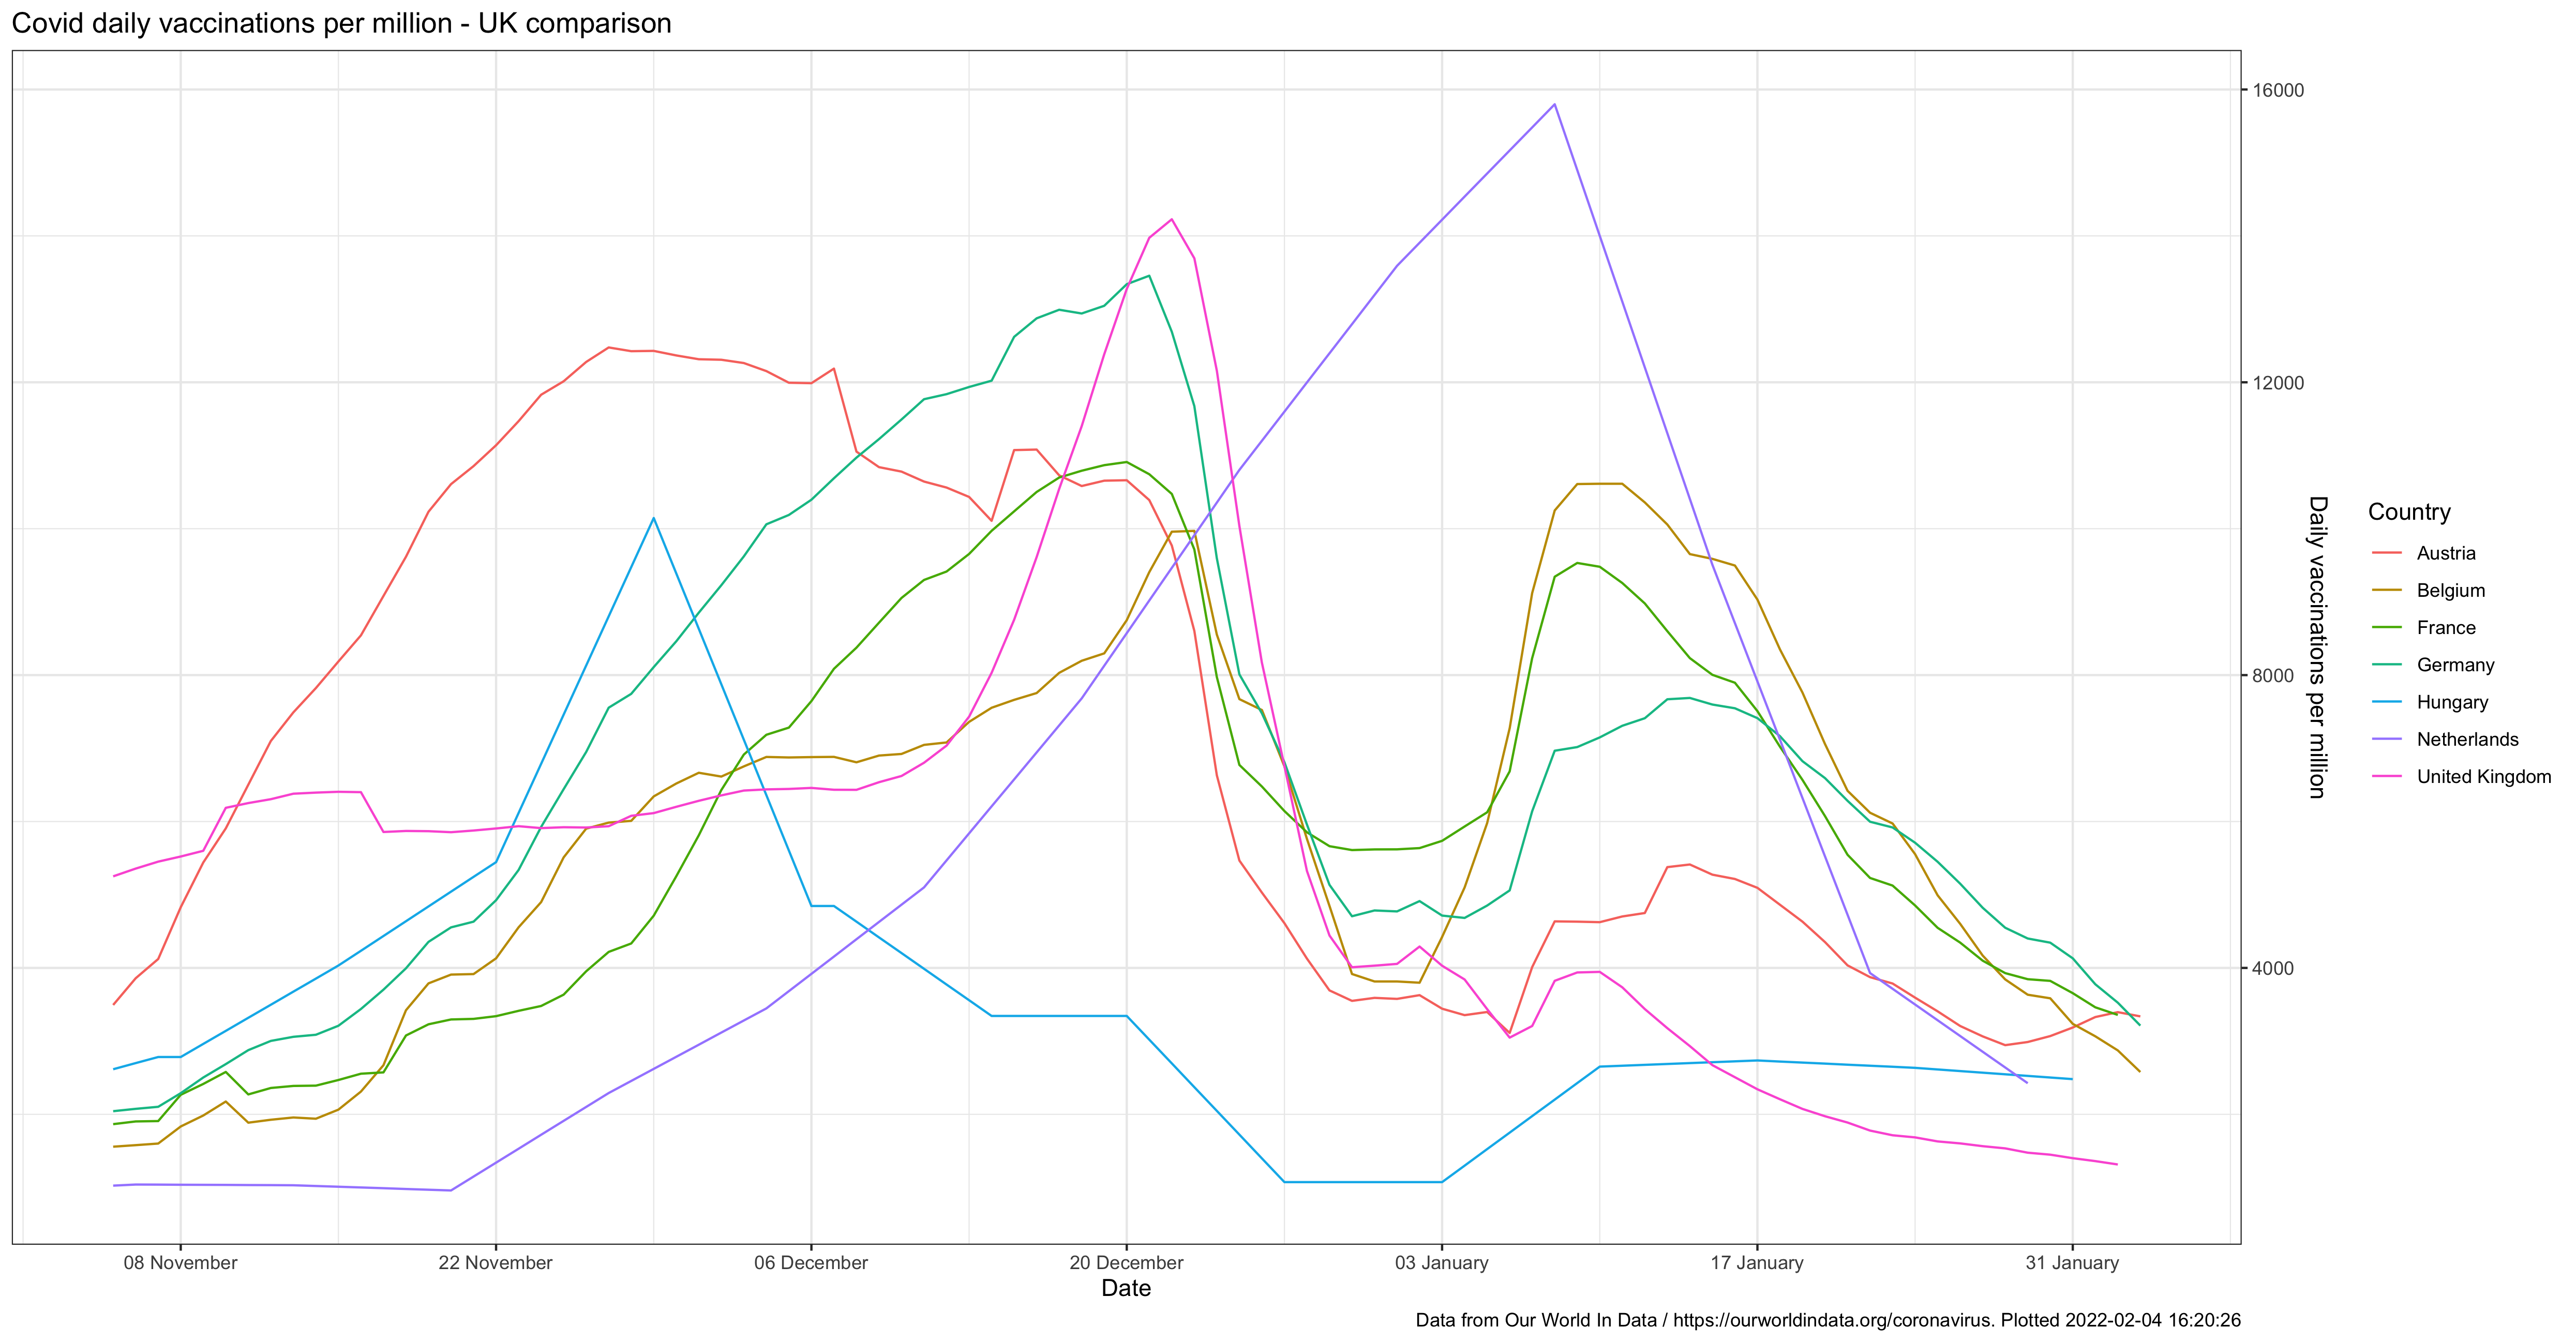 Covid daily vaccinations per million - UK comparison
16000
12000
8000
4000
Daily vaccinations per million
Country
Austria
Belgium
France
Germany
Hungary
Netherlands
United Kingdom
08 November
22 November
06 December
20 December
03 January
17 January
31 January
Date
Data from Our World In Data / https://ourworldindata.org/coronavirus. Plotted 2022-02-04 16:20:26